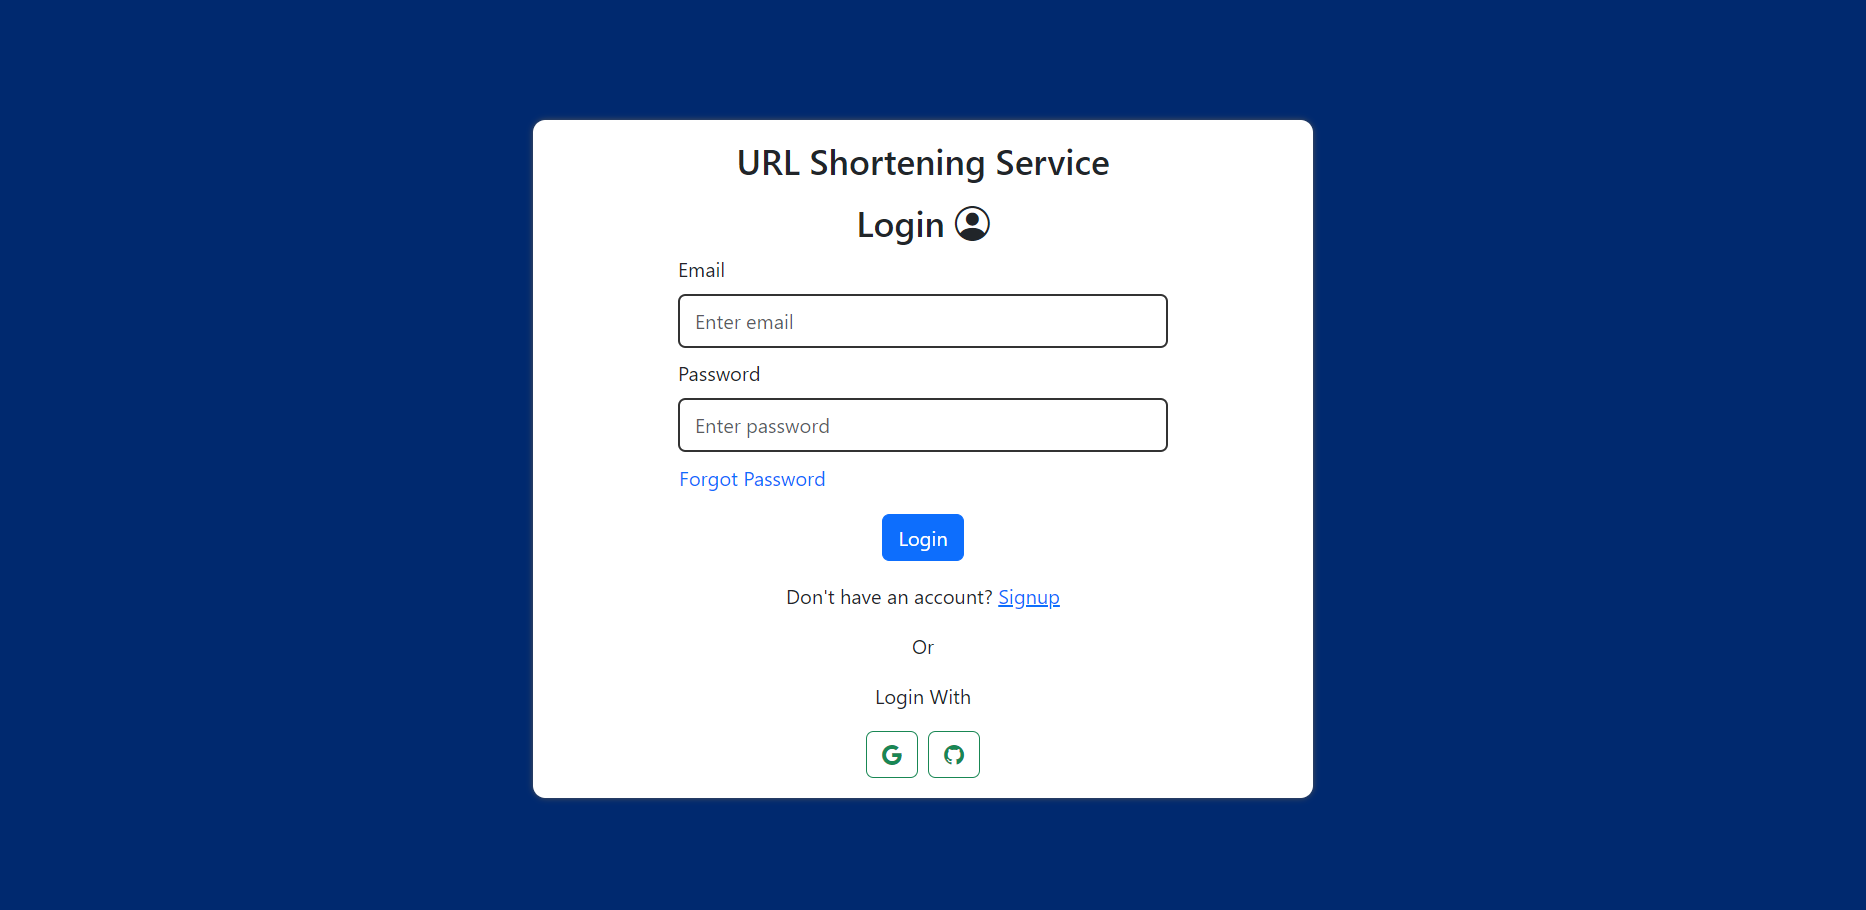 URL Shortening Service
Login
Email
Enter email
Password
Enter password
Forgot Password
Login
Don't have an account? Signup
Or
Login With